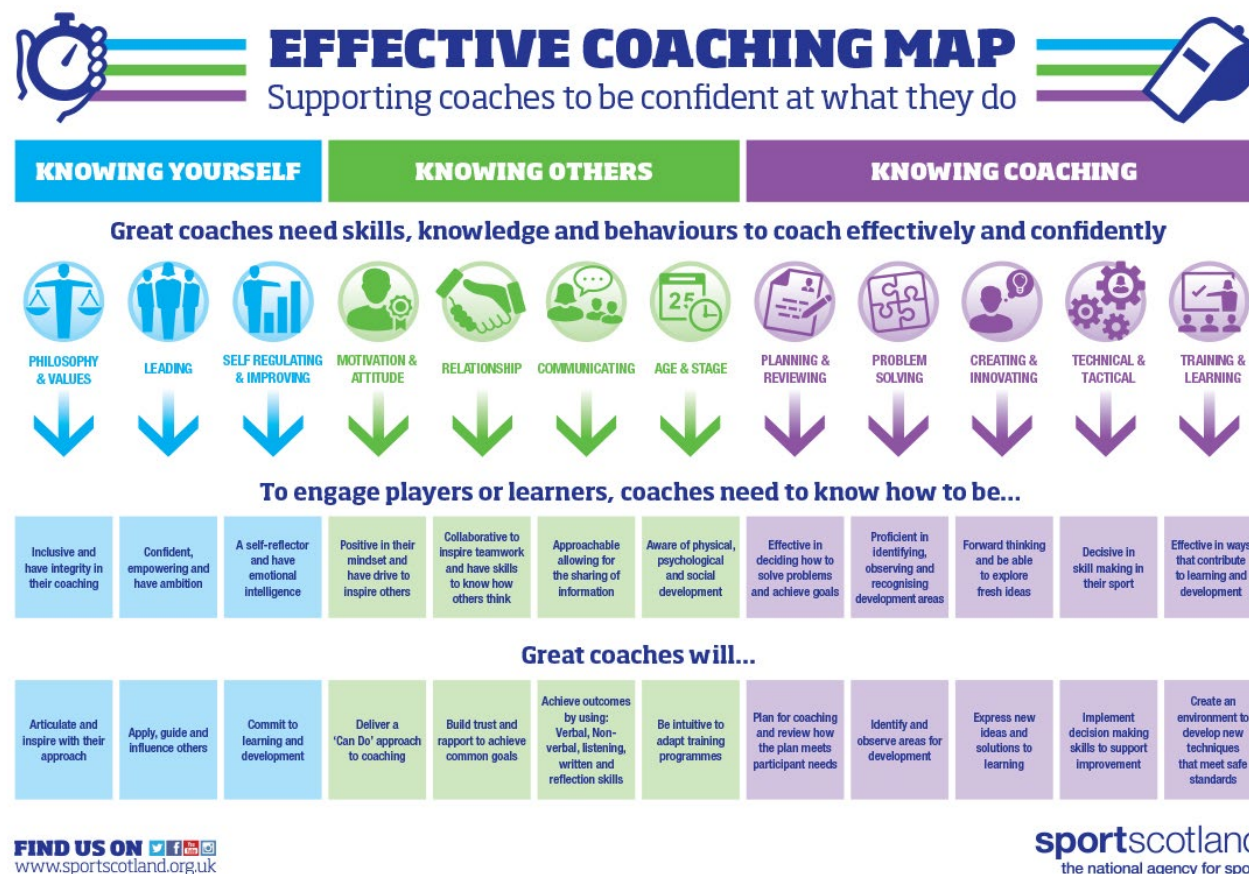 EFFECTIVE COACHING MAP
Supporting coaches to be confident at what they do
KNOWING YOURSELF
KNOWING OTHERS
KNOWING COACHING
Great coaches need skills, knowledge and behaviours to coach effectively and confidently
25
PHILOSOPHY
& VALUES
LEADING
SELF REGULATING
& IMPROVING
MOTIVATION &
ATTITUDE
RELATIONSHIP
COMMUNICATING
AGE & STAGE
PLANNING &
REVIEWING
PROBLEM
SOLVING
CREATING &
INNOVATING
TECHNICAL &
TACTICAL
TRAINING &
LEARNING
To engage players or learners, coaches need to know how to be...
Inclusive and
have integrity in
their coaching
Confident,
empowering and
have ambition
A self-reflector
and have
emotional
intelligence
Positive in their
mindset and
have drive to
inspire others
Collaborative to
inspire teamwork
and have skills
to know how
others think
Approachable
allowing for
the sharing of
information
Aware of physical,
psychological
and social
development
Effective in
deciding how to
solve problems
and achieve goals
Proficient in
identifying,
observing and
recognising
development areas
Forward thinking
and be able
to explore
fresh ideas
Decisive in
skill making in
their sport
Effective in ways
that contribute
to learning and
development
Great coaches will...
Articulate and
inspire with their
approach
Apply, guide and
influence others
Commit to
learning and
development
Deliver a
‘Can Do’ approach
to coaching
Build trust and
rapport to achieve
common goals
Achieve outcomes
by using:
Verbal, Non-
verbal, listening,
written and
reflection skills
Be intuitive to
adapt training
programmes
Plan for coaching
and review how
the plan meets
participant needs
Identify and
observe areas for
development
Express new
ideas and
solutions to
learning
Implement
decision making
skills to support
improvement
Create an
environment to
develop new
techniques
that meet safe
standards
FIND US ON
www.sportscotland.org.uk
sportscotland
the national agency for